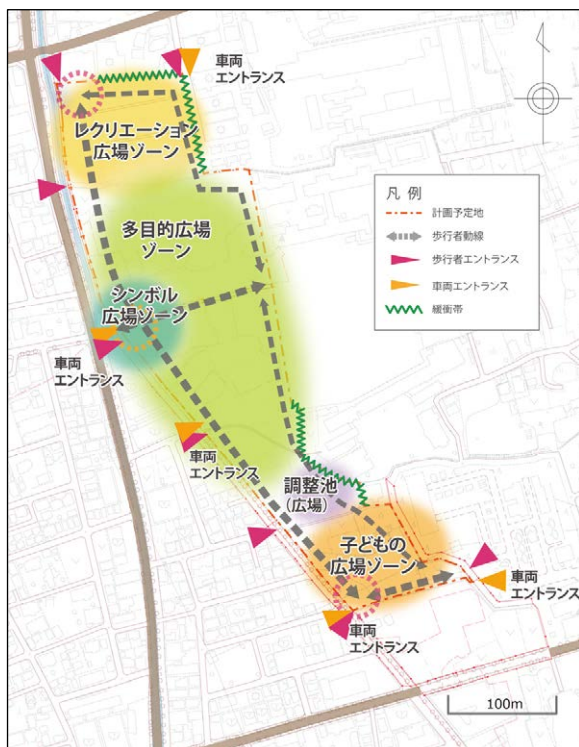 車両
エントランス
レクリエーション
広場ゾーン
多目的広場
ゾーン
シンボル
広場ゾーン
車両
エントランス
車両
エントランス
調整池
(広場)
子どもの
広場ゾーン
車両
エントランス
車両
エントランス
凡 例
計画予定地
歩行者動線
歩行者エントランス
車両エントランス
緩衝帯
100m